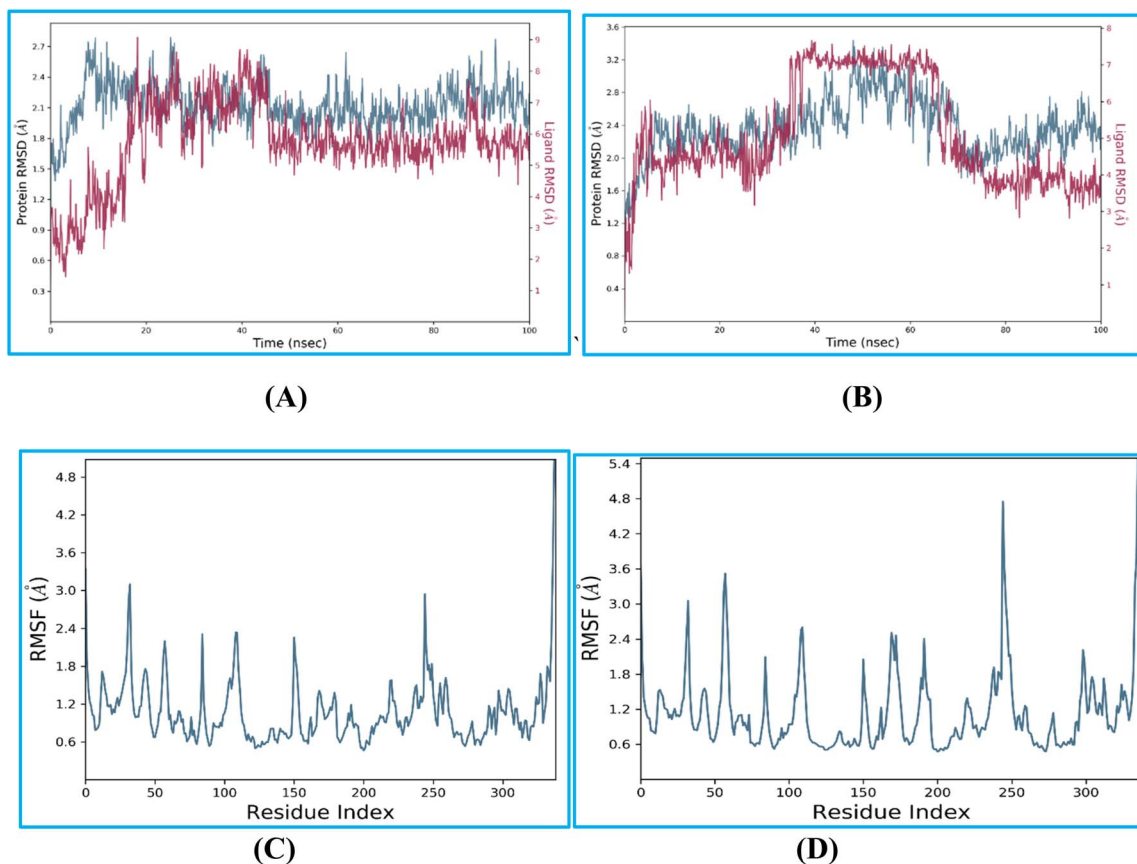 2.7
2.4
2.1
1.8
1.5
1.2
0.9
0.6
0.3
Protein RMSD (Å)
9
8
7
6
5
4
3
2
1
Ligand RMSD (Å)
0 20 40 60 80 100
Time (nsec)
(A)
3.6
3.2
2.8
2.4
2.0
1.6
1.2
0.8
0.4
Protein RMSD (Å)
8
7
6
5
4
3
2
1
Ligand RMSD (Å)
0 20 40 60 80 100
Time (nsec)
`
(B)
4.8
4.2
3.6
3.0
2.4
1.8
1.2
0.6
RMSF (Å)
0 50 100 150 200 250 300
Residue Index
(C)
5.4
4.8
4.2
3.6
3.0
2.4
1.8
1.2
0.6
RMSF (Å)
0 50 100 150 200 250 300
Residue Index
(D)